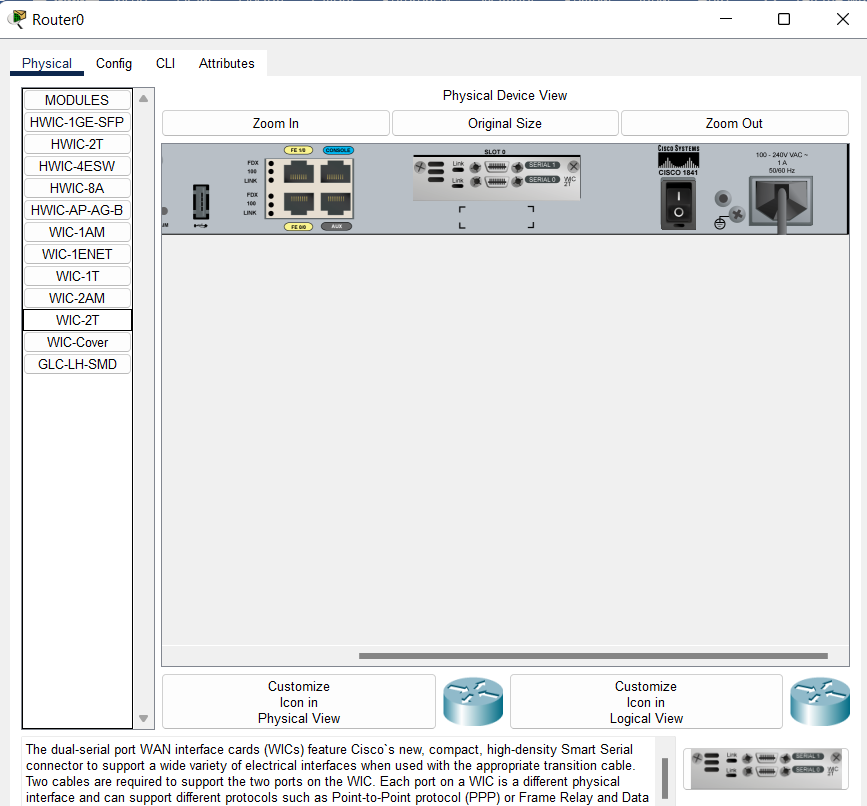 Router0
Physical
Config
CLI
Attributes
MODULES
HWIC-1GE-SFP
HWIC-2T
HWIC-4ESW
HWIC-8A
HWIC-AP-AG-B
WIC-1AM
WIC-1ENET
WIC-1T
WIC-2AM
WIC-2T
WIC-Cover
GLC-LH-SMD
Physical Device View
Zoom In
Original Size
Zoom Out
FE 1/0
CONSOLE
FDX
100
LINK
FDX
100
LINK
FE 0/0
AUX
SLOT 0
Link
SERIAL 1
Link
SERIAL 0
WIC
2T
CISCO SYSTEMS
CISCO 1841
100 - 240V VAC ~
1 A
50/60 Hz
Customize
Icon in
Physical View
Customize
Icon in
Logical View
The dual-serial port WAN interface cards (WICs) feature Cisco`s new, compact, high-density Smart Serial
connector to support a wide variety of electrical interfaces when used with the appropriate transition cable.
Two cables are required to support the two ports on the WIC. Each port on a WIC is a different physical
interface and can support different protocols such as Point-to-Point protocol (PPP) or Frame Relay and Data
Link
SERIAL 1
Link
SERIAL 0